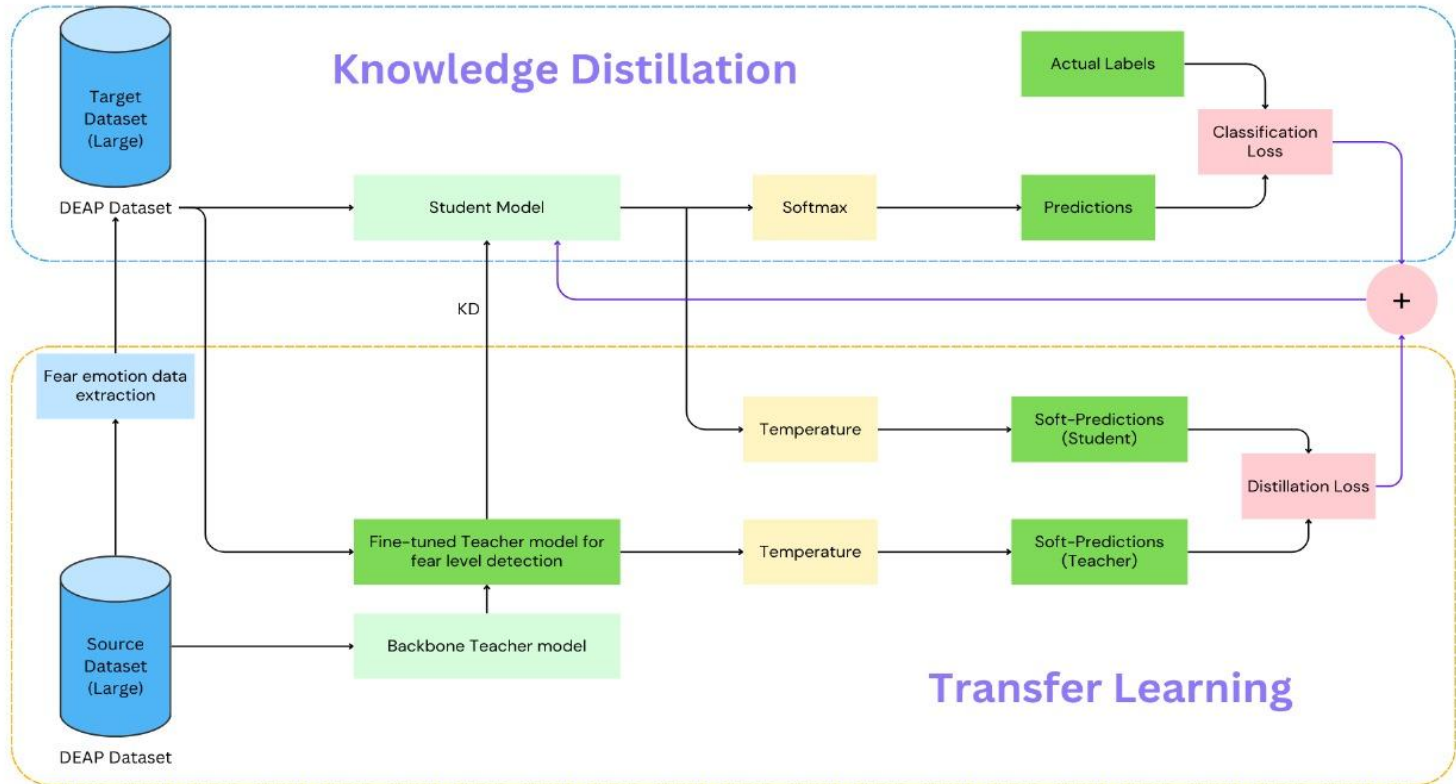 Knowledge Distillation
Target
Dataset
(Large)
DEAP Dataset
Student Model
Softmax
Predictions
Actual Labels
Classification
Loss
KD
+
Fear emotion data
extraction
Temperature
Soft-Predictions
(Student)
Distillation Loss
Fine-tuned Teacher model for
fear level detection
Temperature
Soft-Predictions
(Teacher)
Source
Dataset
(Large)
Backbone Teacher model
Transfer Learning
DEAP Dataset